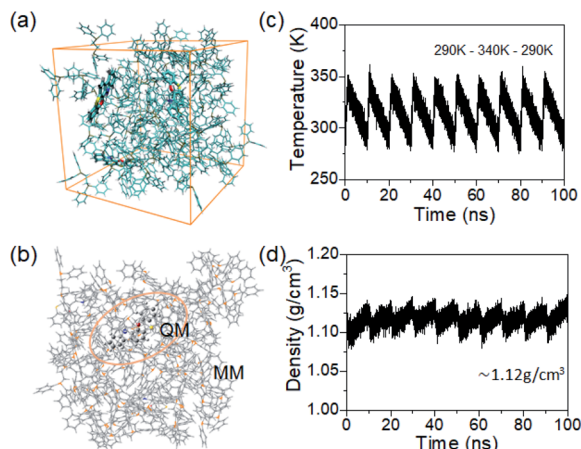 (a)
(c)
290K - 340K - 290K
Temperature (K)
400
350
300
250
0 20 40 60 80 100
Time (ns)
(b)
QM
MM
(d)
Density (g/cm³)
1.20
1.15
1.10
1.05
1.00
~1.12g/cm³
0 20 40 60 80 100
Time (ns)